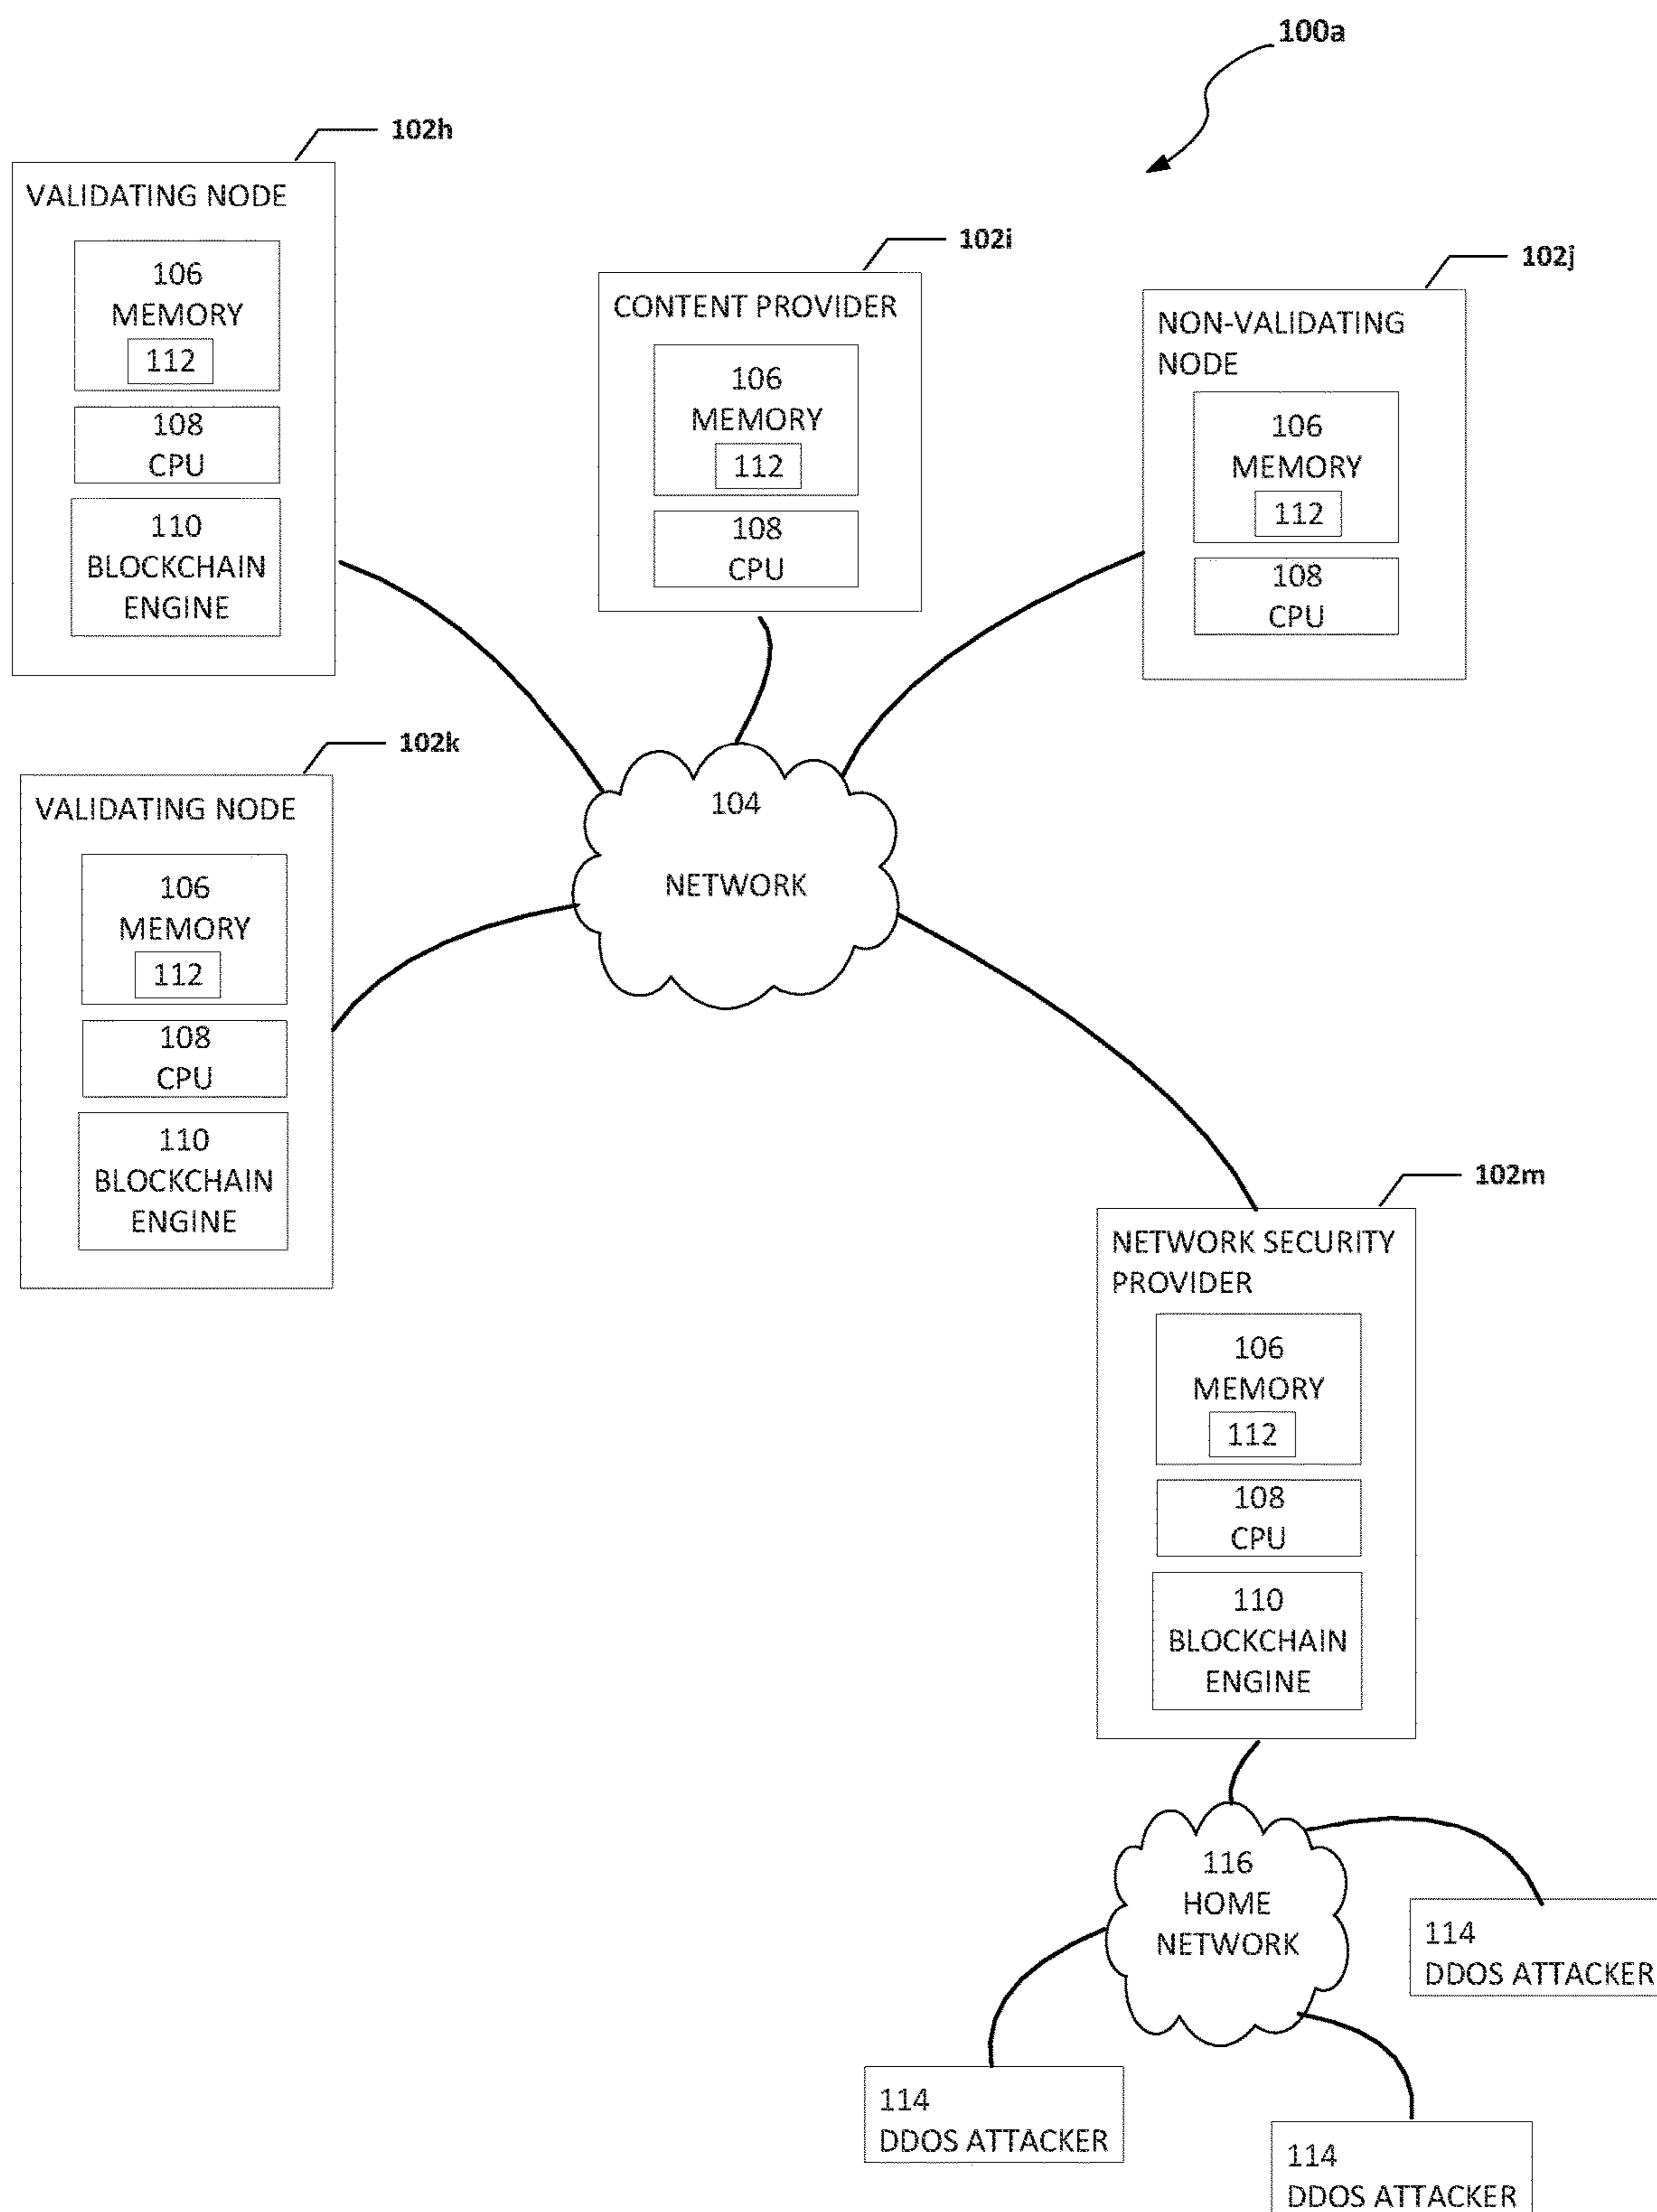 100a
102h
VALIDATING NODE
106
MEMORY
112
108
CPU
110
BLOCKCHAIN
ENGINE
102i
CONTENT PROVIDER
106
MEMORY
112
108
CPU
102j
NON-VALIDATING
NODE
106
MEMORY
112
108
CPU
102k
VALIDATING NODE
106
MEMORY
112
108
CPU
110
BLOCKCHAIN
ENGINE
104
NETWORK
102m
NETWORK SECURITY
PROVIDER
106
MEMORY
112
108
CPU
110
BLOCKCHAIN
ENGINE
116
HOME
NETWORK
114
DDOS ATTACKER
114
DDOS ATTACKER
114
DDOS ATTACKER